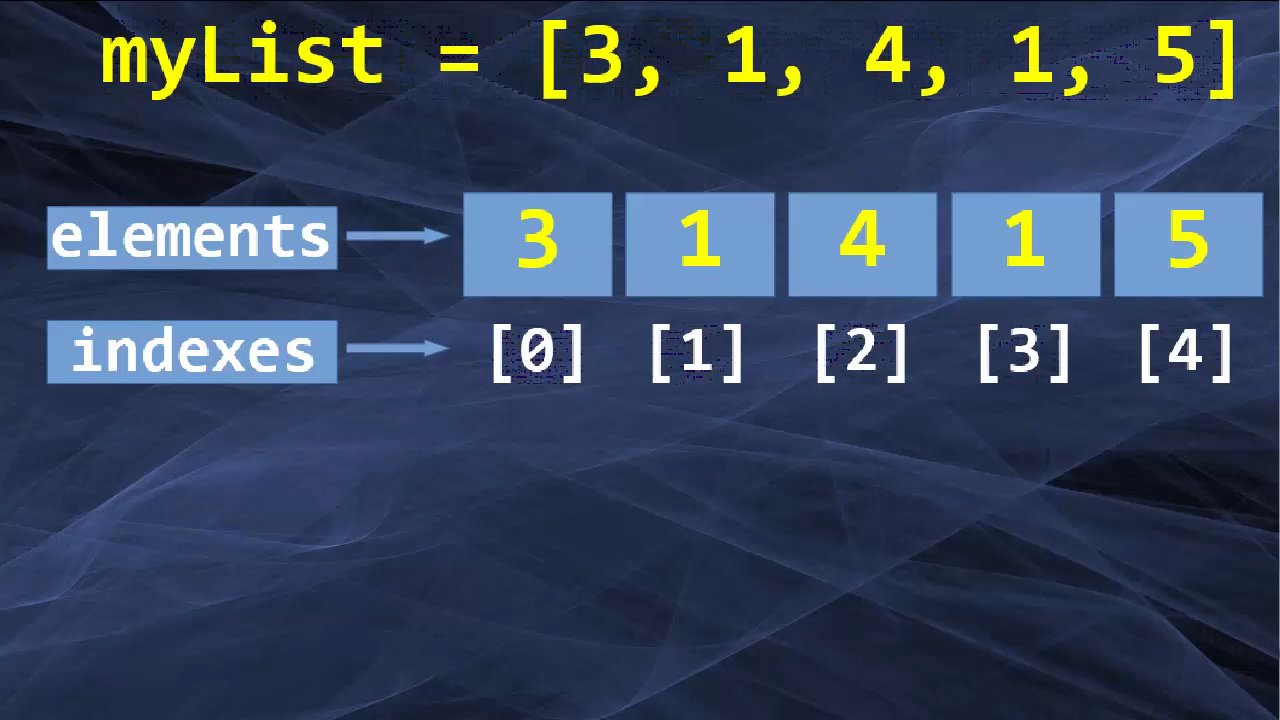 myList = [3, 1, 4, 1, 5]
elements 3 1 4 1 5
indexes [0] [1] [2] [3] [4]